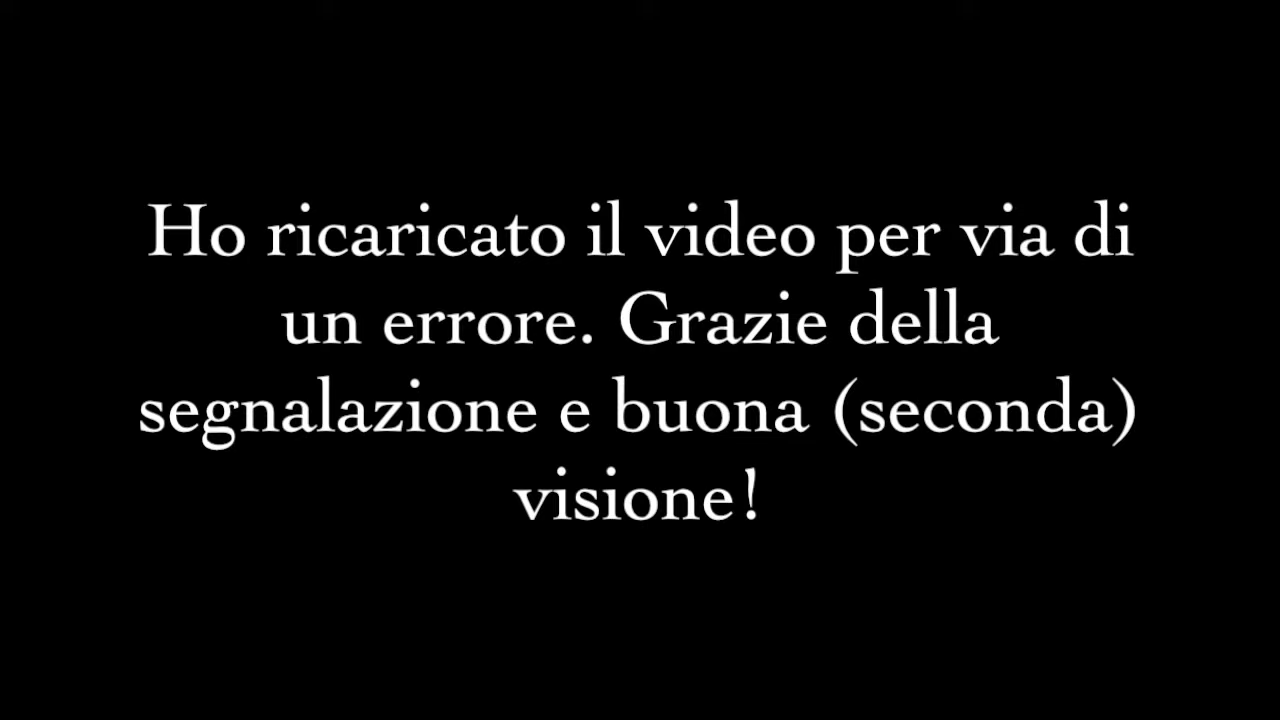 Ho ricaricato il video per via di
un errore. Grazie della
segnalazione e buona (seconda)
visione!